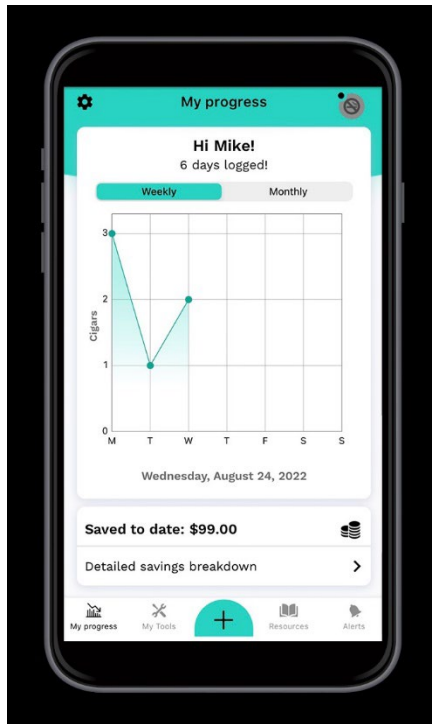 My progress
Hi Mike!
6 days logged!
Weekly Monthly
3
2
1
0
Cigars
M T W T F S S
Wednesday, August 24, 2022
Saved to date: $99.00
Detailed savings breakdown
My progress My Tools Resources Alerts